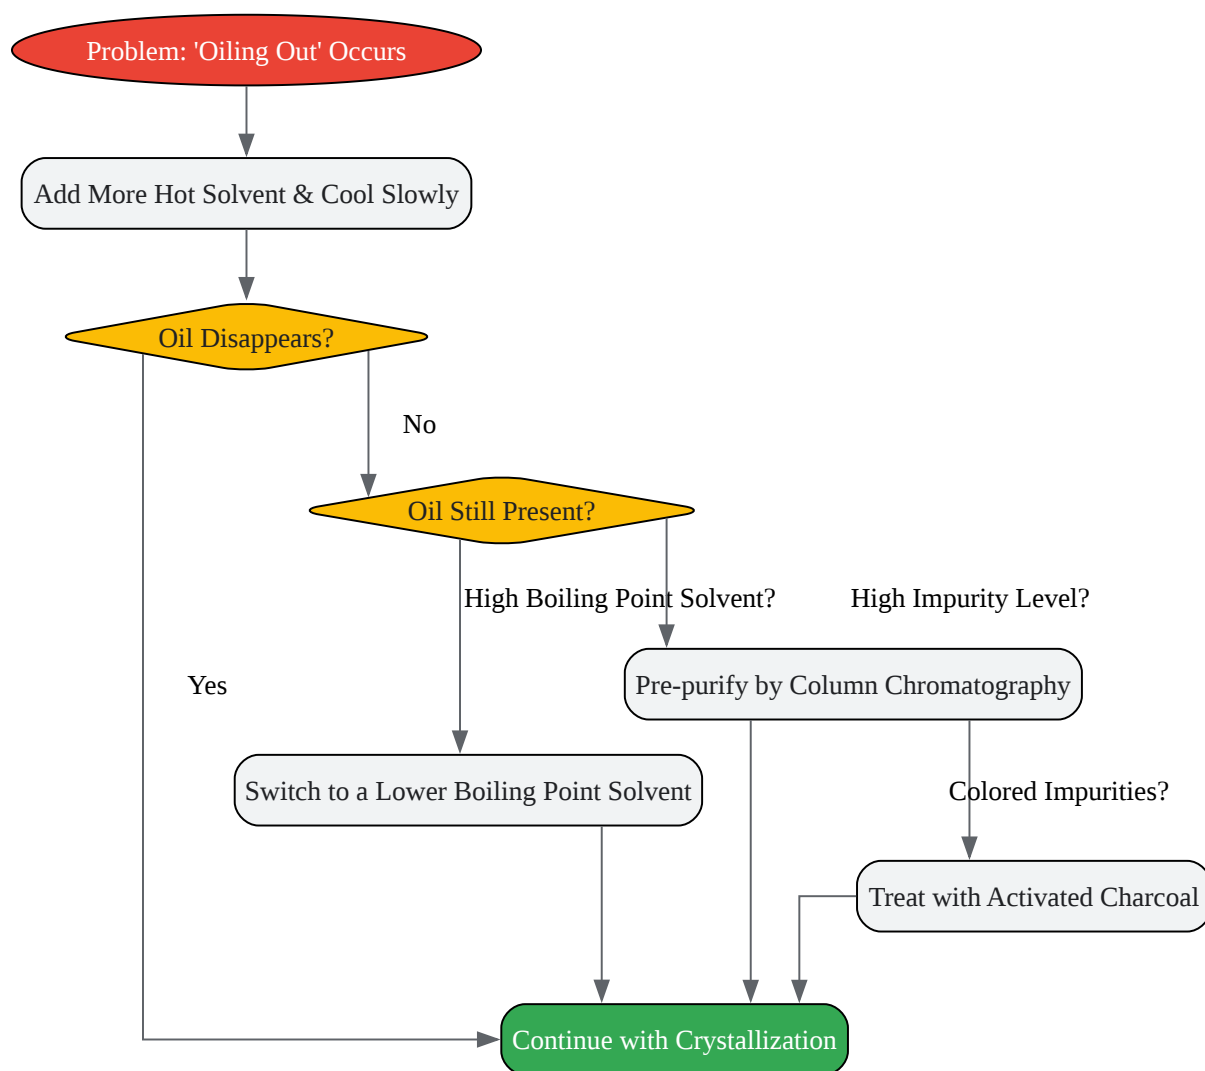 Problem: 'Oiling Out' Occurs
Add More Hot Solvent & Cool Slowly
Oil Disappears?
No
Oil Still Present?
High Boiling Point Solvent?
High Impurity Level?
Yes
Pre-purify by Column Chromatography
Switch to a Lower Boiling Point Solvent
Colored Impurities?
Treat with Activated Charcoal
Continue with Crystallization